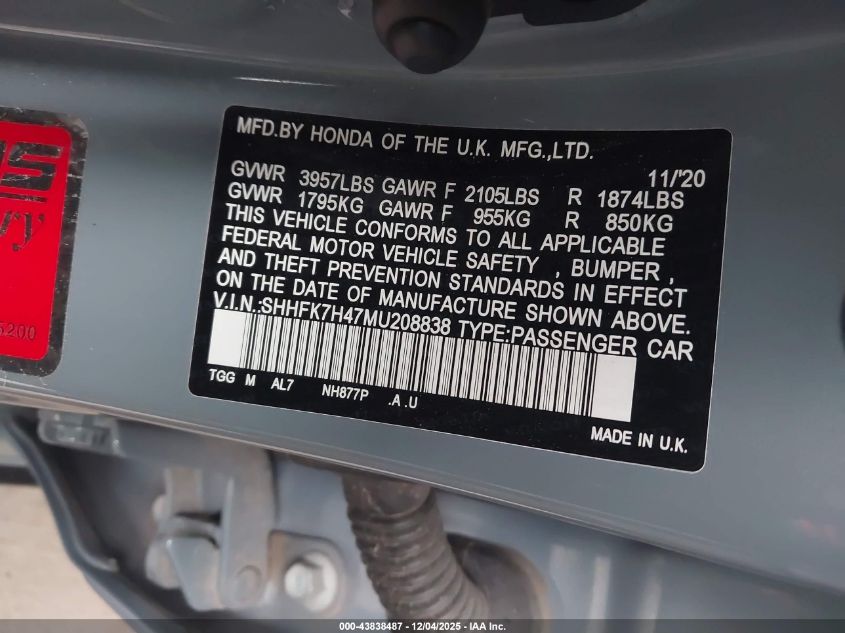 MFD.BY HONDA OF THE U.K. MFG.,LTD.
11/'20
GVWR 3957LBS GAWR F 2105LBS R 1874LBS
GVWR 1795KG GAWR F 955KG R 850KG
THIS VEHICLE CONFORMS TO ALL APPLICABLE
FEDERAL MOTOR VEHICLE SAFETY , BUMPER ,
AND THEFT PREVENTION STANDARDS IN EFFECT
ON THE DATE OF MANUFACTURE SHOWN ABOVE.
V.I.N.:SHHFK7H47MU208838 TYPE:PASSENGER CAR
TGG M AL7 NH877P .A .U
MADE IN U.K.
000-43838487 - 12/04/2025 - IAA Inc.